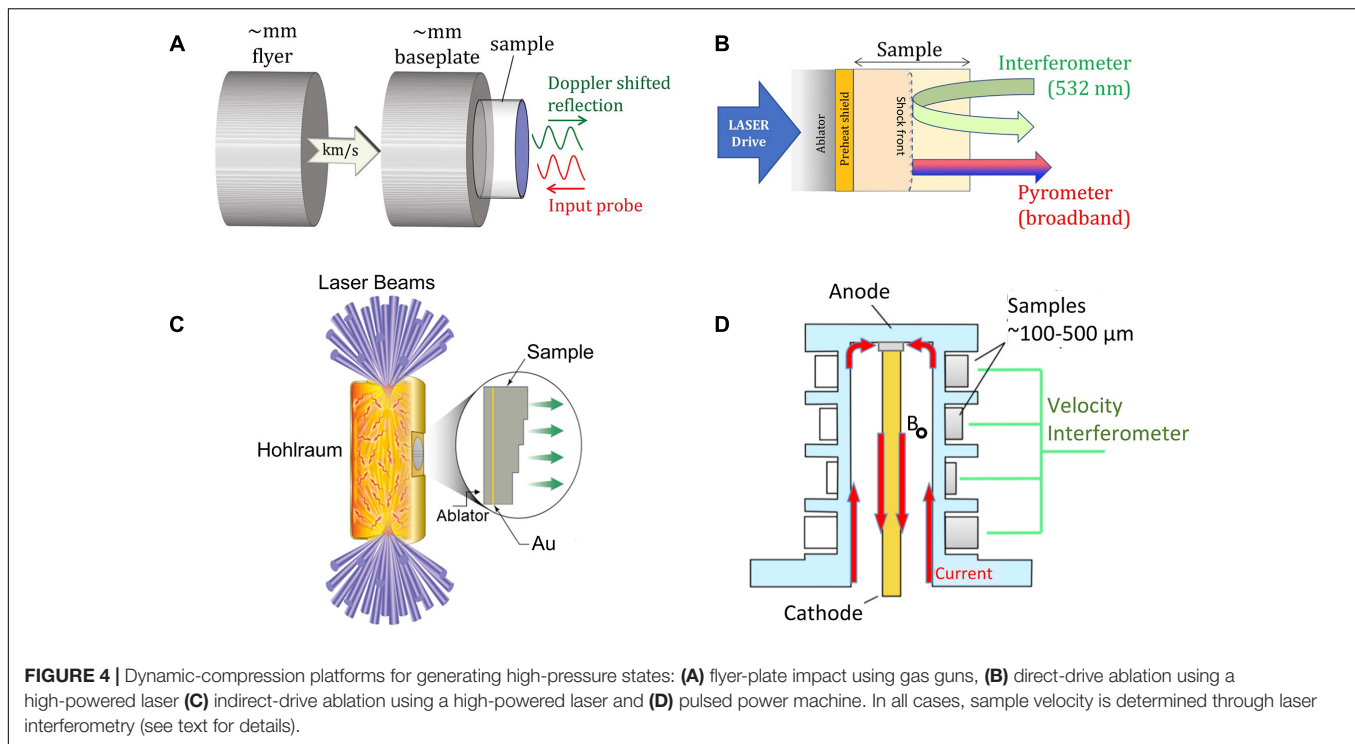 A
~mm
flyer
~mm
baseplate
sample
km/s
Doppler shifted
reflection
Input probe
B
Sample
LASER
Drive
Ablator
Preheat shield
Shock front
Interferometer
(532 nm)
Pyrometer
(broadband)
C
Laser Beams
Hohlraum
Sample
Ablator
Au
D
Anode
Samples
~100-500 μm
B
Velocity
Interferometer
Current
Cathode
FIGURE 4 | Dynamic-compression platforms for generating high-pressure states: (A) flyer-plate impact using gas guns, (B) direct-drive ablation using a
high-powered laser (C) indirect-drive ablation using a high-powered laser and (D) pulsed power machine. In all cases, sample velocity is determined through laser
interferometry (see text for details).